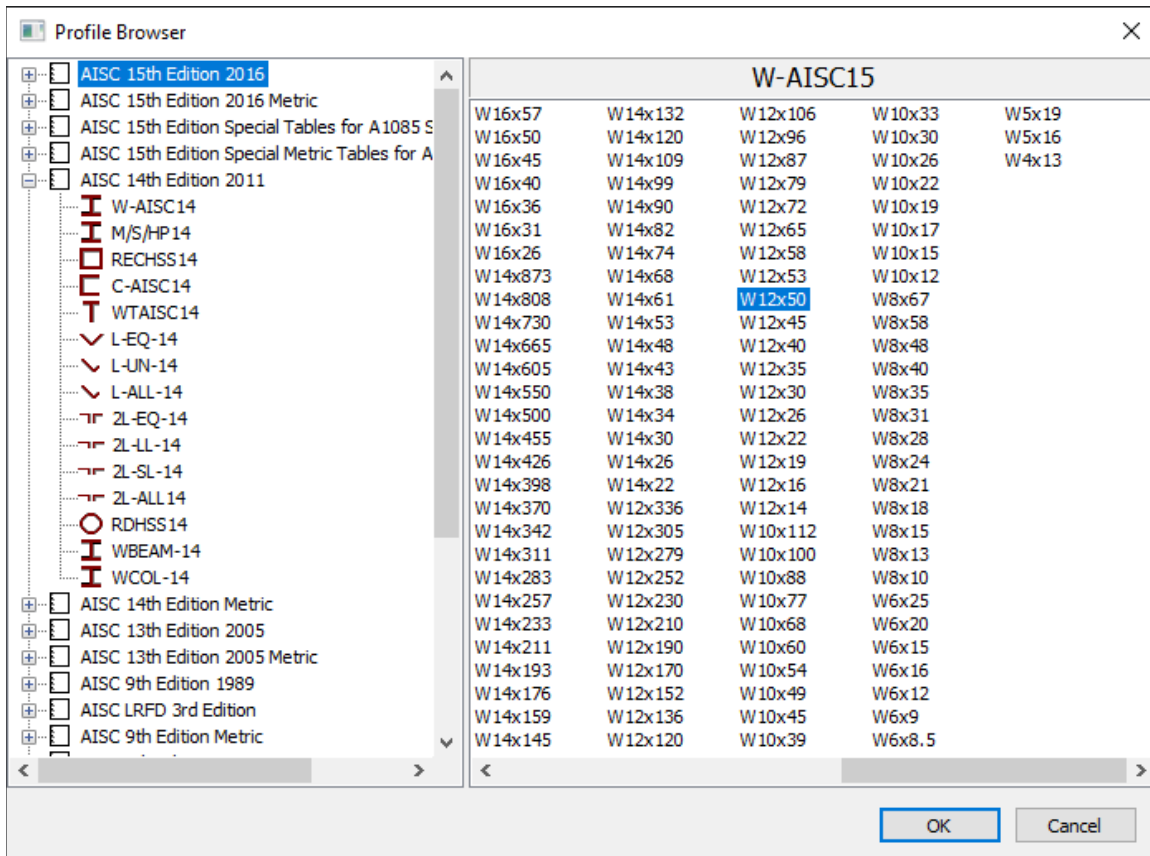 Profile Browser
AISC 15th Edition 2016
AISC 15th Edition 2016 Metric
AISC 15th Edition Special Tables for A1085 S
AISC 15th Edition Special Metric Tables for A
AISC 14th Edition 2011
W-AISC14
M/S/HP14
RECHSS14
C-AISC14
WTAISC14
L-EQ-14
L-UN-14
L-ALL-14
2L-EQ-14
2L-LL-14
2L-SL-14
2L-ALL14
RDHSS14
WBEAM-14
WCOL-14
AISC 14th Edition Metric
AISC 13th Edition 2005
AISC 13th Edition 2005 Metric
AISC 9th Edition 1989
AISC LRFD 3rd Edition
AISC 9th Edition Metric
W-AISC15
W16x57 W14x132 W12x106 W10x33 W5x19
W16x50 W14x120 W12x96 W10x30 W5x16
W16x45 W14x109 W12x87 W10x26 W4x13
W16x40 W14x99 W12x79 W10x22
W16x36 W14x90 W12x72 W10x19
W16x31 W14x82 W12x65 W10x17
W16x26 W14x74 W12x58 W10x15
W14x873 W14x68 W12x53 W10x12
W14x808 W14x61 W12x50 W8x67
W14x730 W14x53 W12x45 W8x58
W14x665 W14x48 W12x40 W8x48
W14x605 W14x43 W12x35 W8x40
W14x550 W14x38 W12x30 W8x35
W14x500 W14x34 W12x26 W8x31
W14x455 W14x30 W12x22 W8x28
W14x426 W14x26 W12x19 W8x24
W14x398 W14x22 W12x16 W8x21
W14x370 W12x336 W12x14 W8x18
W14x342 W12x305 W10x112 W8x15
W14x311 W12x279 W10x100 W8x13
W14x283 W12x252 W10x88 W8x10
W14x257 W12x230 W10x77 W6x25
W14x233 W12x210 W10x68 W6x20
W14x211 W12x190 W10x60 W6x15
W14x193 W12x170 W10x54 W6x16
W14x176 W12x152 W10x49 W6x12
W14x159 W12x136 W10x45 W6x9
W14x145 W12x120 W10x39 W6x8.5
OK Cancel